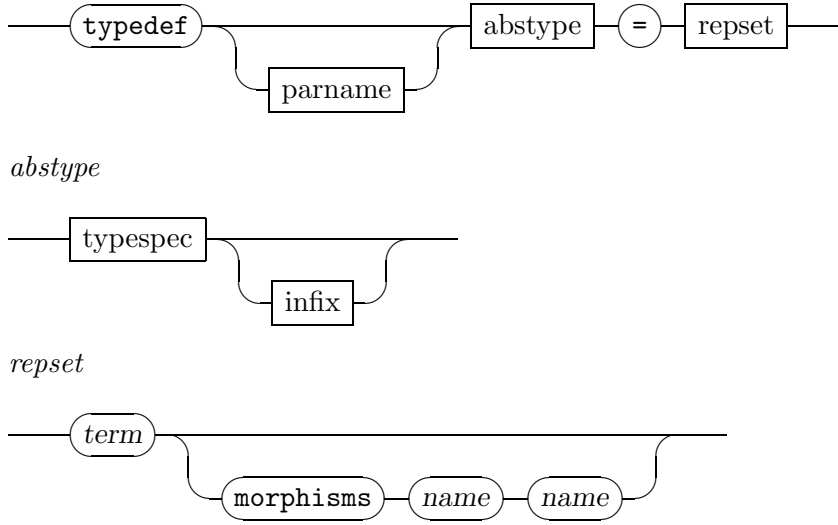 typedef abstype = repset
parname
abstype
typespec
infix
repset
term
morphisms name name